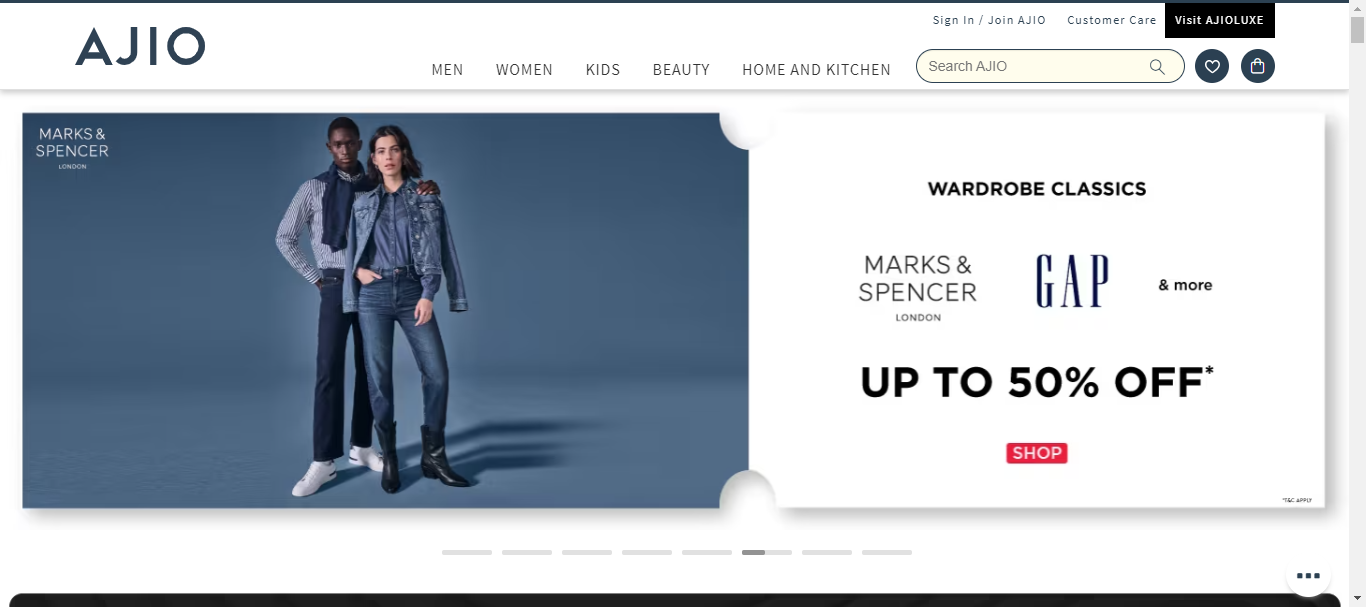 Sign In / Join AJIO
Customer Care
Visit AJIOLUXE
AJIO
MEN
WOMEN
KIDS
BEAUTY
HOME AND KITCHEN
Search AJIO
MARKS &
SPENCER
LONDON
WARDROBE CLASSICS
MARKS &
SPENCER
LONDON
GAP
& more
UP TO 50% OFF*
SHOP
*T&C APPLY